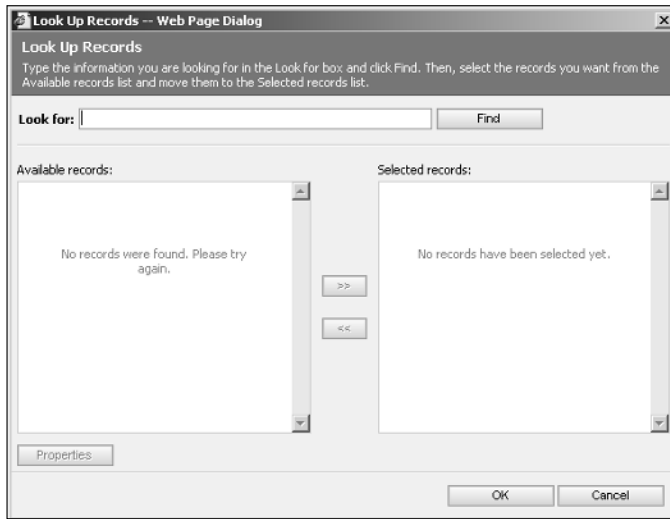 Look Up Records -- Web Page Dialog
Look Up Records
Type the information you are looking for in the Look for box and click Find. Then, select the records you want from the
Available records list and move them to the Selected records list.
Look for:
Find
Available records:
Selected records:
No records were found. Please try
again.
No records have been selected yet.
>>
<<
Properties
OK
Cancel